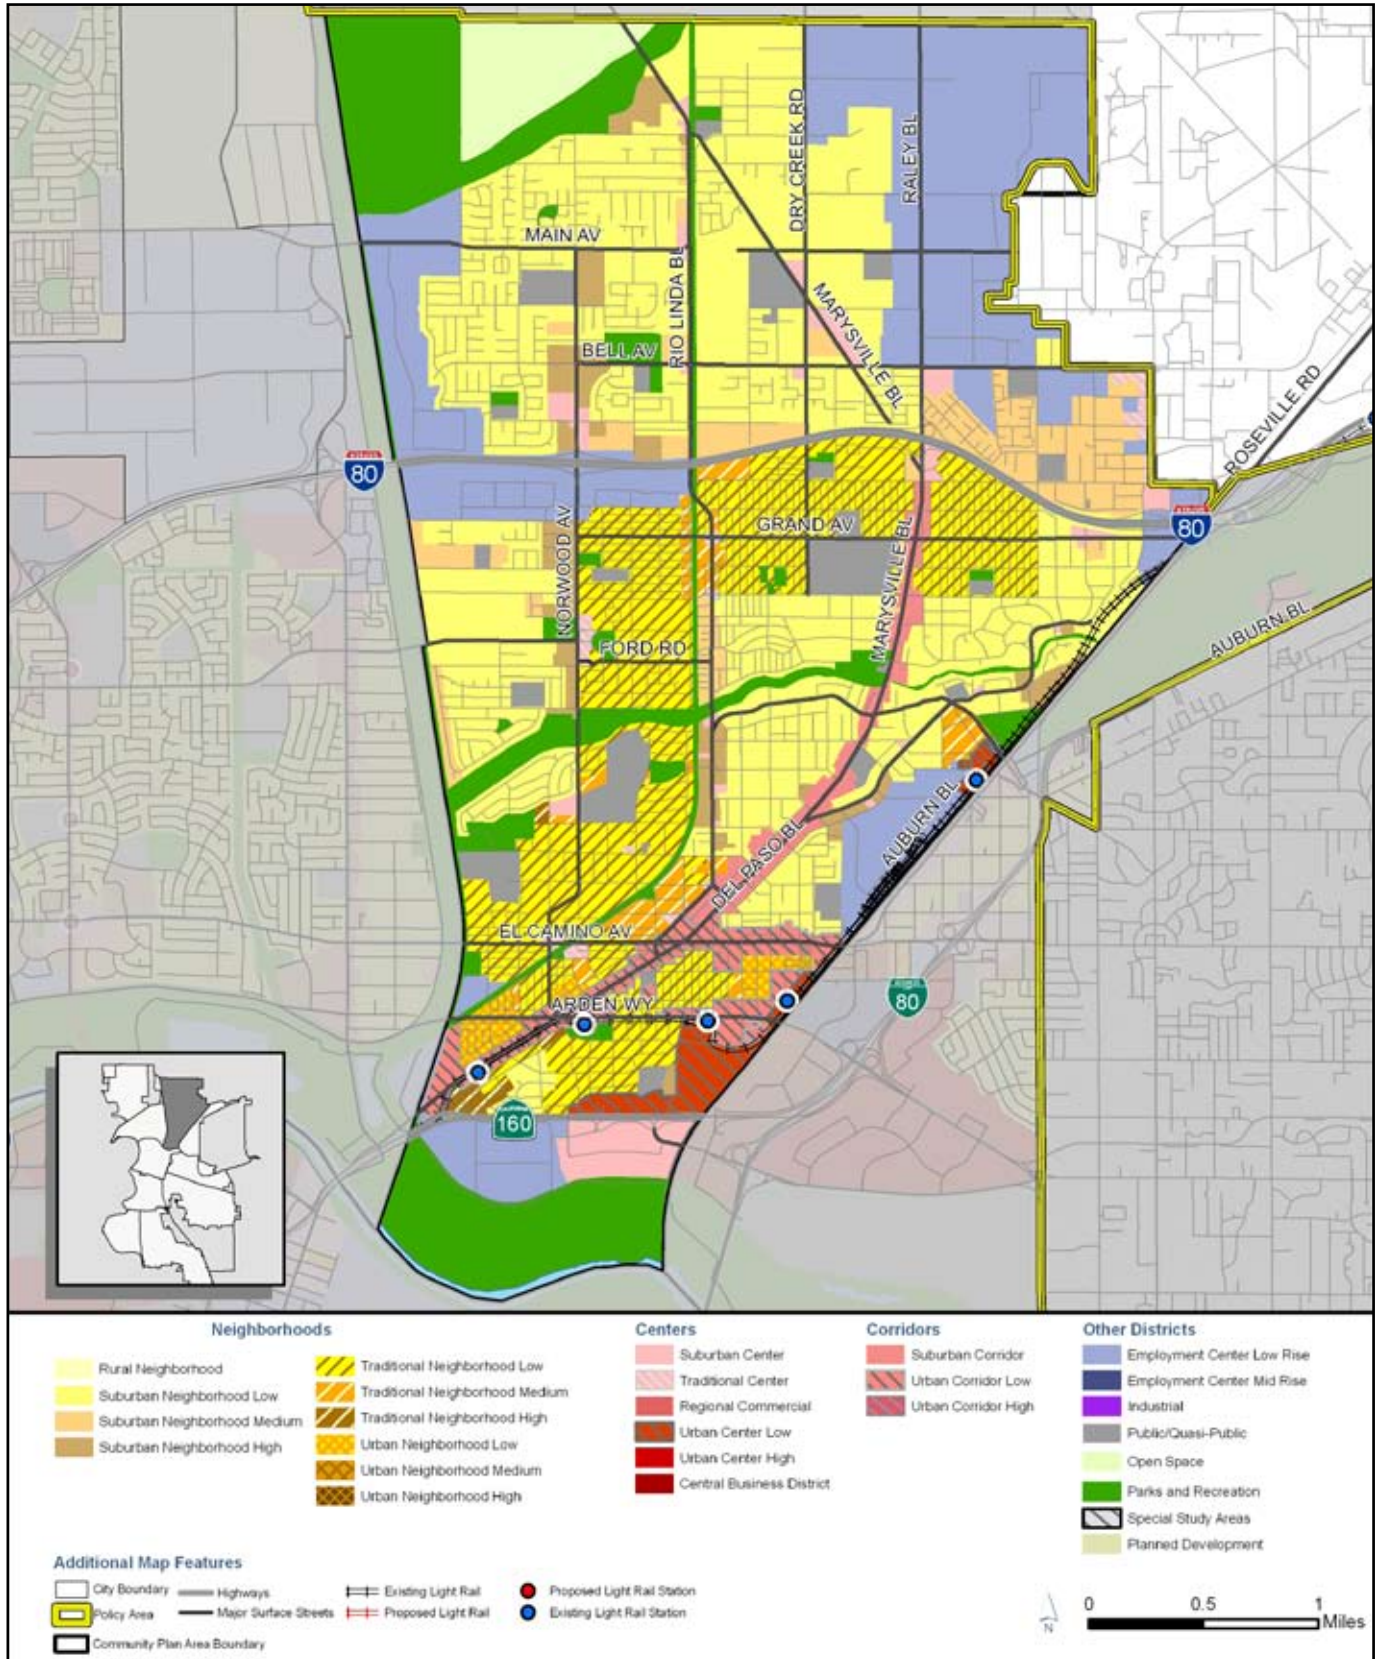 DRY CREEK RD
RALEY BL
MAIN AV
RIO LINDA BL
MARYSVILLE BL
BELL AV
ROSEVILLE RD
80
NORWOOD AV
GRAND AV
80
MARYSVILLE BL
FORD RD
AUBURN BL
AUBURN BL
DEL PASO BL
EL CAMINO AV
80
ARDEN WY
160
Neighborhoods
Rural Neighborhood
Suburban Neighborhood Low
Suburban Neighborhood Medium
Suburban Neighborhood High
Traditional Neighborhood Low
Traditional Neighborhood Medium
Traditional Neighborhood High
Urban Neighborhood Low
Urban Neighborhood Medium
Urban Neighborhood High
Centers
Suburban Center
Traditional Center
Regional Commercial
Urban Center Low
Urban Center High
Central Business District
Corridors
Suburban Corridor
Urban Corridor Low
Urban Corridor High
Other Districts
Employment Center Low Rise
Employment Center Mid Rise
Industrial
Public/Quasi-Public
Open Space
Parks and Recreation
Special Study Areas
Planned Development
Additional Map Features
City Boundary
Policy Area
Community Plan Area Boundary
Highways
Major Surface Streets
Existing Light Rail
Proposed Light Rail
Proposed Light Rail Station
Existing Light Rail Station
N
0 0.5 1
Miles